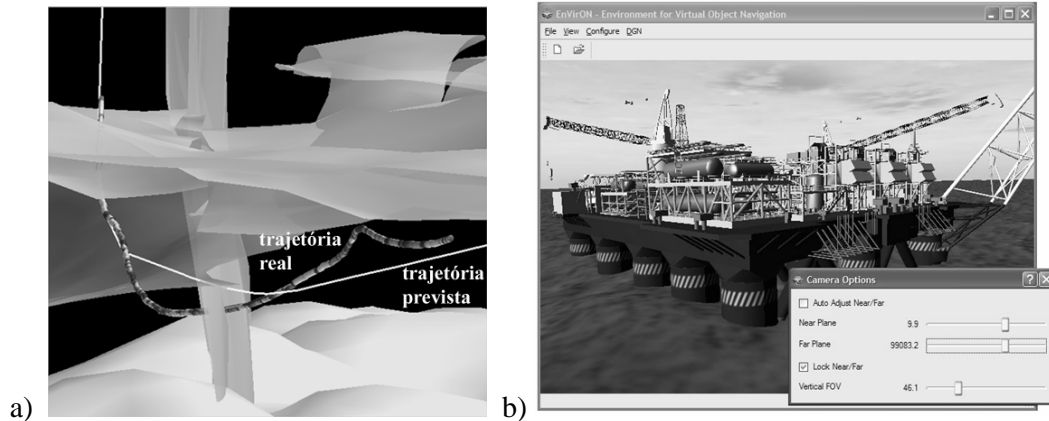 trajetória
real
trajetória
prevista
a)
EnVirON - Environment for Virtual Object Navigation
File View Configure DGN
Camera Options
Auto Adjust Near/Far
Near Plane 9.9
Far Plane 99083.2
Lock Near/Far
Vertical FOV 46.1
b)